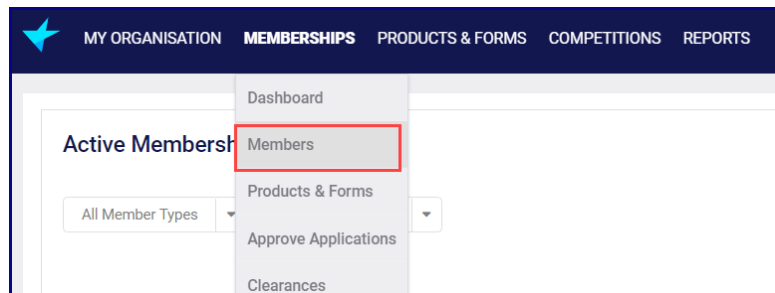 MY ORGANISATION MEMBERSHIPS PRODUCTS & FORMS COMPETITIONS REPORTS
Dashboard
Active Membersh
Members
Products & Forms
All Member Types
Approve Applications
Clearances